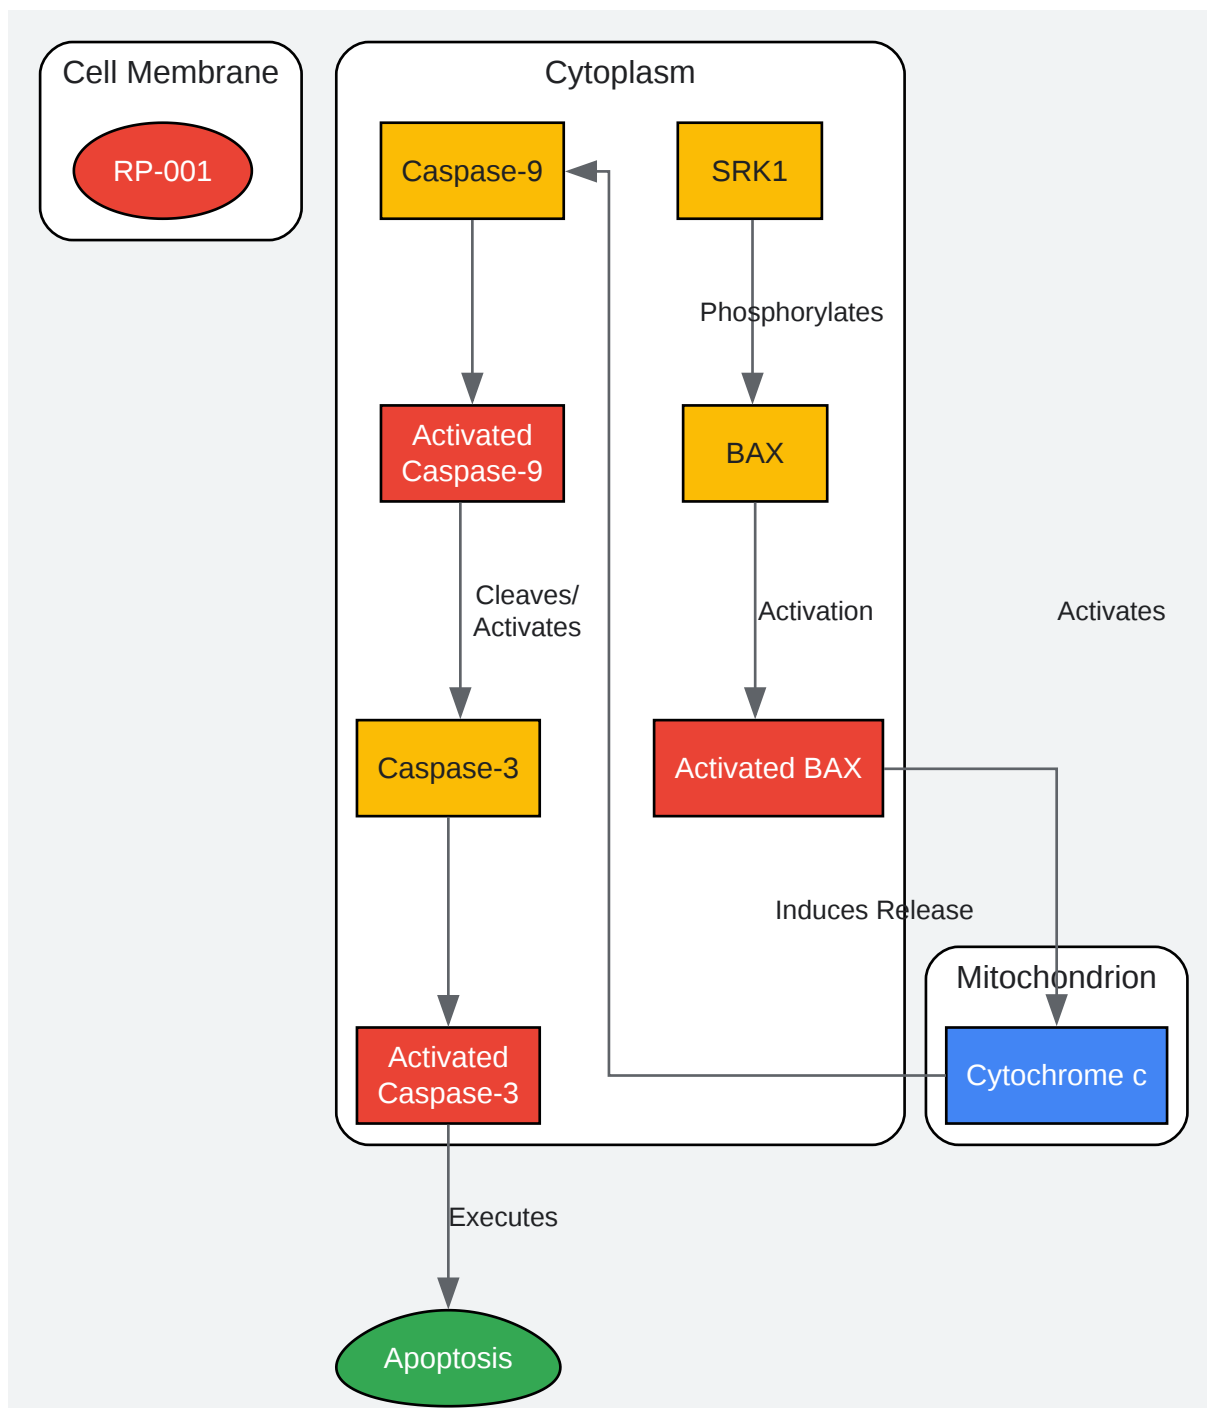 Cell Membrane
RP-001
Cytoplasm
Caspase-9
SRK1
Phosphorylates
Activated
Caspase-9
BAX
Cleaves/
Activates
Activation
Activates
Caspase-3
Activated BAX
Induces Release
Mitochondrion
Cytochrome c
Activated
Caspase-3
Executes
Apoptosis